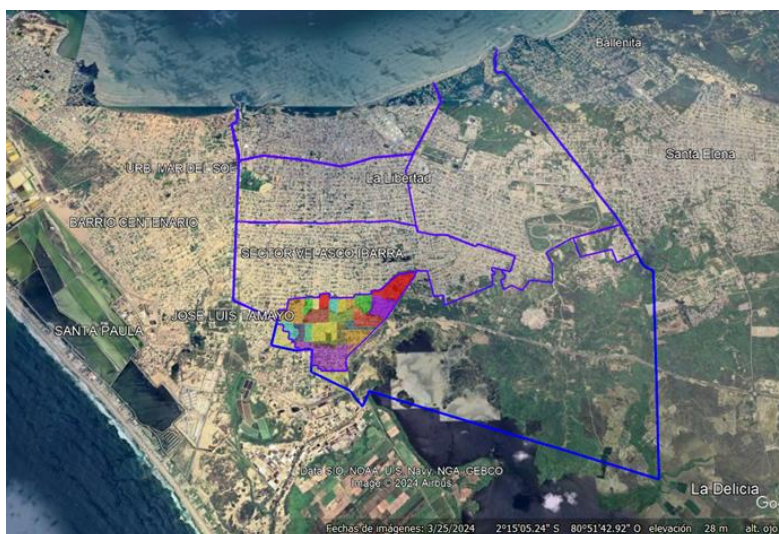 Ballenita
Santa Elena
URB. MAR DEL SOL
La Libertad
BARRIO CENTENARIO
SECTOR VELASCO IBARRA
JOSE LUIS TAMAYO
SANTA PAULA
Data SIO, NOAA, U.S. Navy, NGA, GEBCO
Image © 2024 Airbus
La Delicia
Go
Fechas de imágenes: 3/25/2024 2°15'05.24" S 80°51'42.92" O elevación 28 m alt. ojo